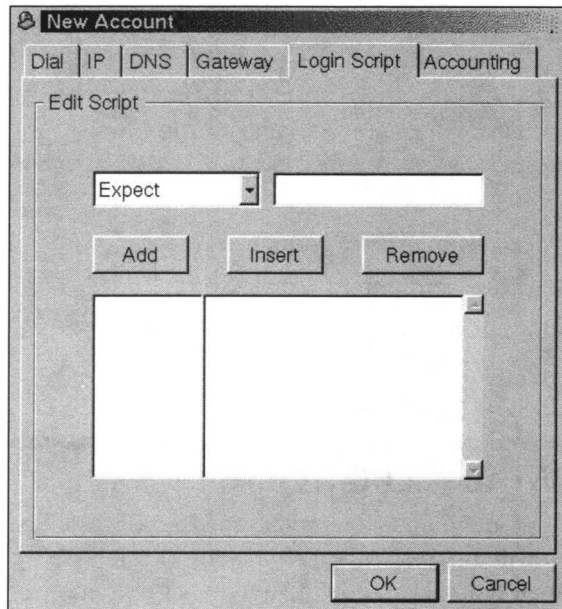 New Account
Dial IP DNS Gateway Login Script Accounting
Edit Script
Expect
Add Insert Remove
OK Cancel